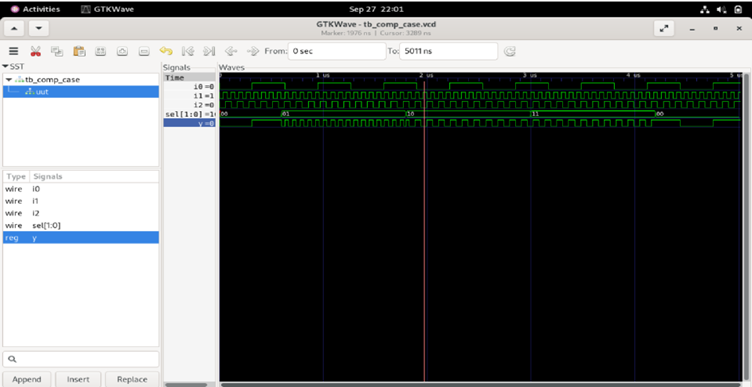 Activities GTKWave Sep 27 22:01
GTKWave - tb_comp_case.vcd
Marker: 1976 ns | Cursor: 3289 ns
From: 0 sec To: 5011 ns
SST
tb_comp_case
uut
Type Signals
wire i0
wire i1
wire i2
wire sel[1:0]
reg y
Append Insert Replace
Signals
Time
i0=0
i1=1
i2=0
sel[1:0]=10
y=0
Waves
1 us 2 us 3 us 4 us 5 us
00 01 10 11 00